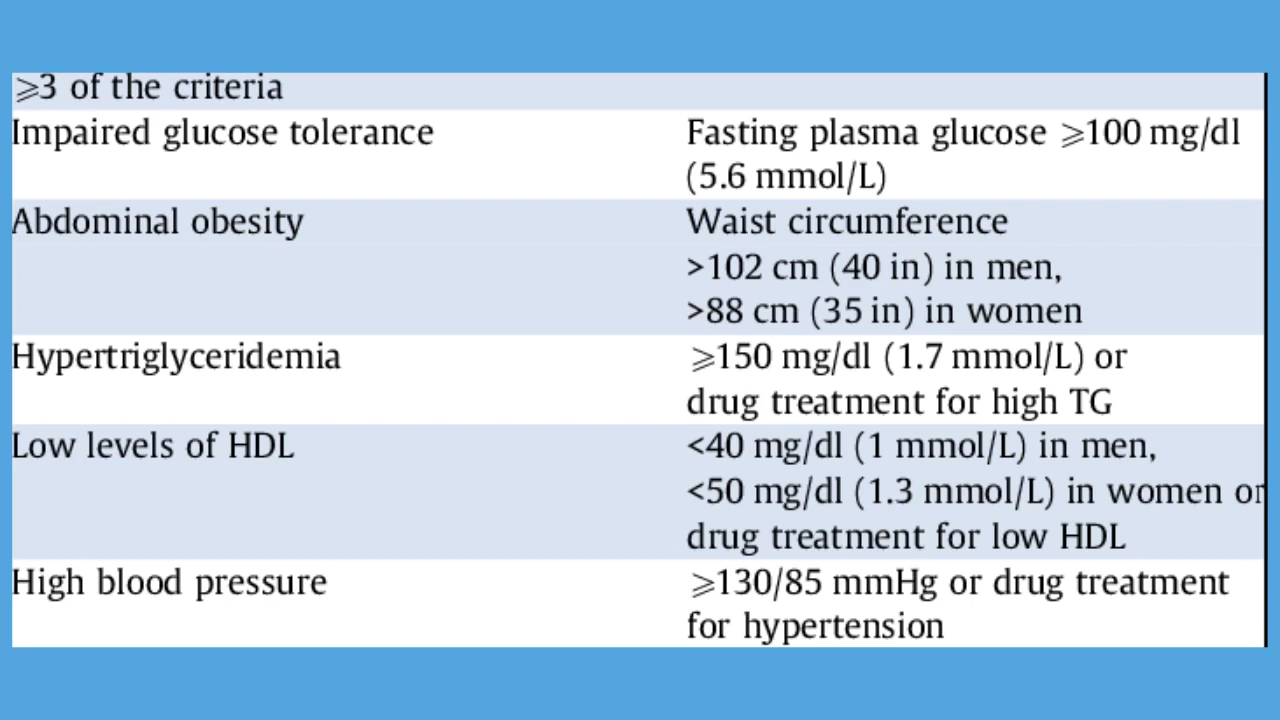 ⩾3 of the criteria
Impaired glucose tolerance
Fasting plasma glucose ⩾100 mg/dl
(5.6 mmol/L)
Abdominal obesity
Waist circumference
>102 cm (40 in) in men,
>88 cm (35 in) in women
Hypertriglyceridemia
⩾150 mg/dl (1.7 mmol/L) or
drug treatment for high TG
Low levels of HDL
<40 mg/dl (1 mmol/L) in men,
<50 mg/dl (1.3 mmol/L) in women or
drug treatment for low HDL
High blood pressure
⩾130/85 mmHg or drug treatment
for hypertension